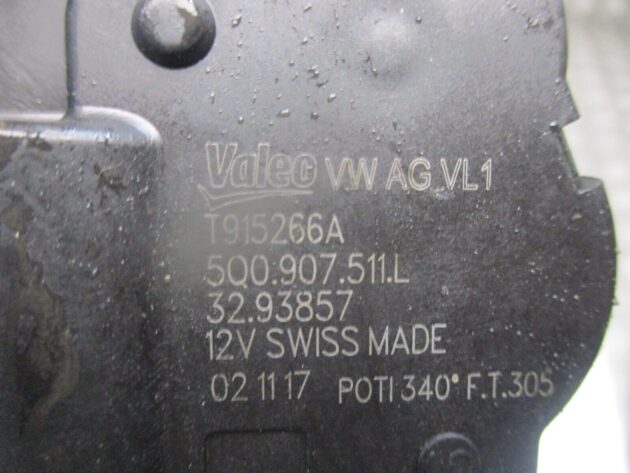 Valeo VW AG VL1
T915266A
5Q0.907.511.L
32.93857
12V SWISS MADE
02 11 17 POTI 340° F.T.305